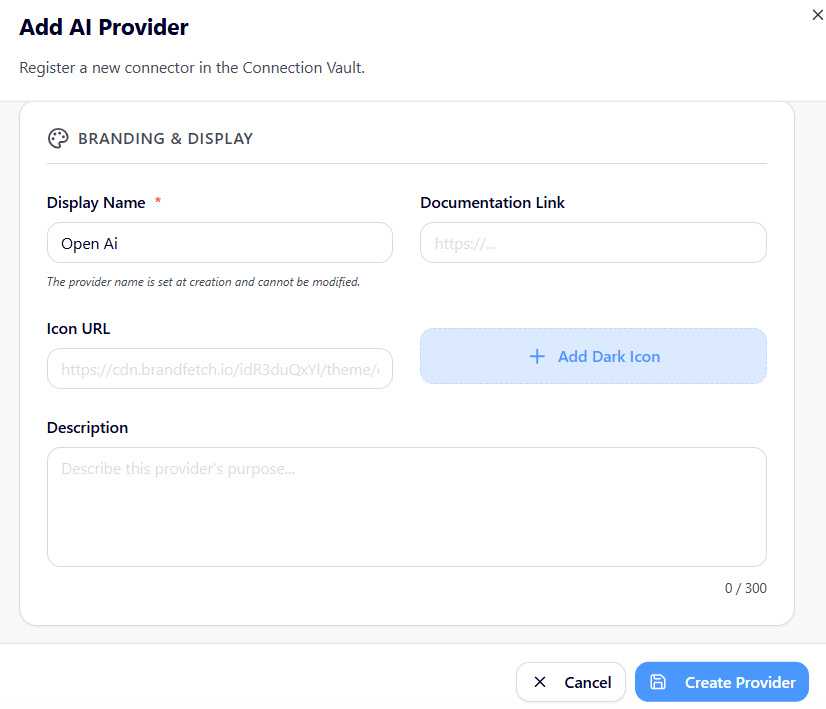 Add AI Provider
Register a new connector in the Connection Vault.
BRANDING & DISPLAY
Display Name *
Documentation Link
Open Ai
https://...
The provider name is set at creation and cannot be modified.
Icon URL
https://cdn.brandfetch.io/idR3duQxYl/theme/
+ Add Dark Icon
Description
Describe this provider's purpose...
0 / 300
Cancel
Create Provider